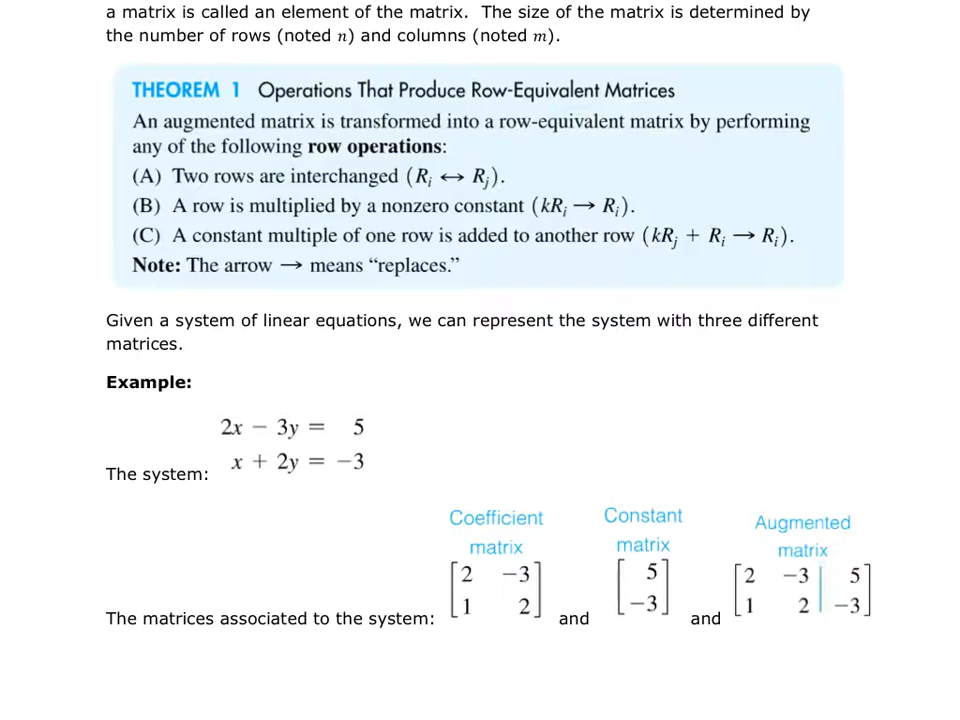 a matrix is called an element of the matrix. The size of the matrix is determined by
the number of rows (noted n) and columns (noted m).
THEOREM 1 Operations That Produce Row-Equivalent Matrices
An augmented matrix is transformed into a row-equivalent matrix by performing
any of the following row operations:
(A) Two rows are interchanged (Rᵢ ↔ Rⱼ).
(B) A row is multiplied by a nonzero constant (kRᵢ → Rᵢ).
(C) A constant multiple of one row is added to another row (kRⱼ + Rᵢ → Rᵢ).
Note: The arrow → means “replaces.”
Given a system of linear equations, we can represent the system with three different
matrices.
Example:
2x − 3y = 5
x + 2y = −3
The system:
Coefficient Constant Augmented
matrix matrix matrix
[2 −3] [5] [2 −3 | 5]
[1 2] [−3] [1 2 | −3]
The matrices associated to the system: and and